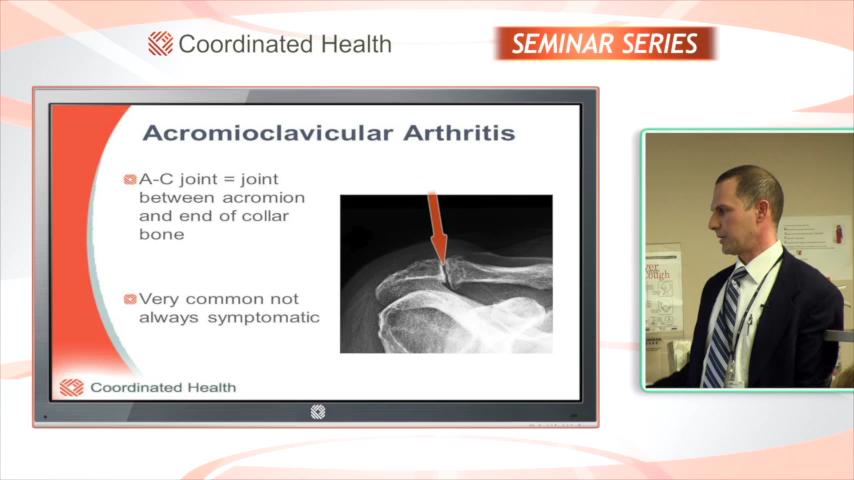 Coordinated Health
SEMINAR SERIES
Acromioclavicular Arthritis
A-C joint = joint
between acromion
and end of collar
bone
Very common not
always symptomatic
Coordinated Health